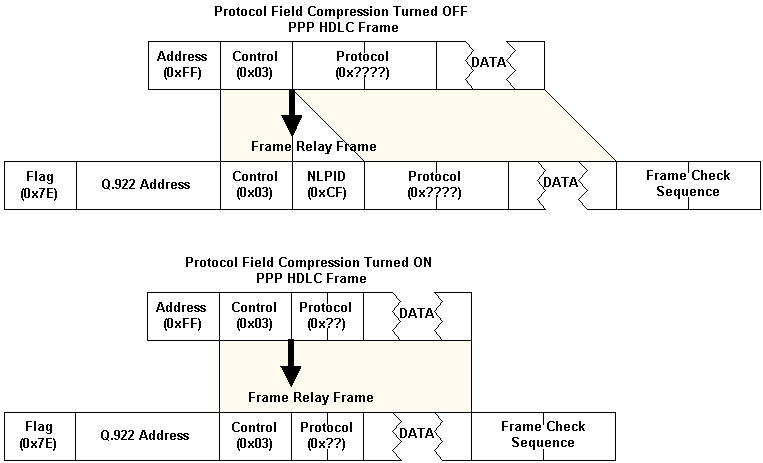 Protocol Field Compression Turned OFF
PPP HDLC Frame
Address Control Protocol DATA
(0xFF) (0x03) (0x????)
Frame Relay Frame
Flag Q.922 Address Control NLPID Protocol DATA Frame Check
(0x7E) (0x03) (0xCF) (0x????) Sequence
Protocol Field Compression Turned ON
PPP HDLC Frame
Address Control Protocol DATA
(0xFF) (0x03) (0x??)
Frame Relay Frame
Flag Q.922 Address Control Protocol DATA Frame Check
(0x7E) (0x03) (0x??) Sequence